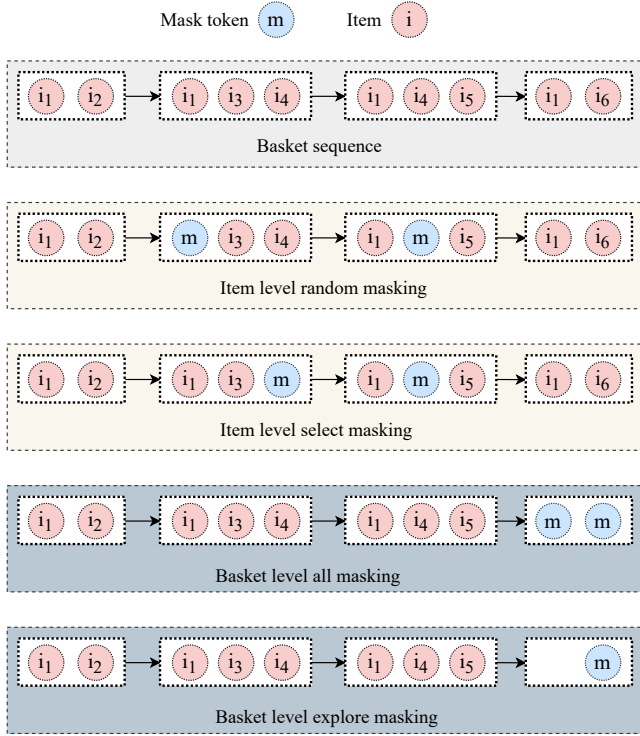 Mask token m Item i
i1 i2 i1 i3 i4 i1 i4 i5 i1 i6
Basket sequence
i1 i2 m i3 i4 i1 m i5 i1 i6
Item level random masking
i1 i2 i1 i3 m i1 m i5 i1 i6
Item level select masking
i1 i2 i1 i3 i4 i1 i4 i5 m m
Basket level all masking
i1 i2 i1 i3 i4 i1 i4 i5 m
Basket level explore masking